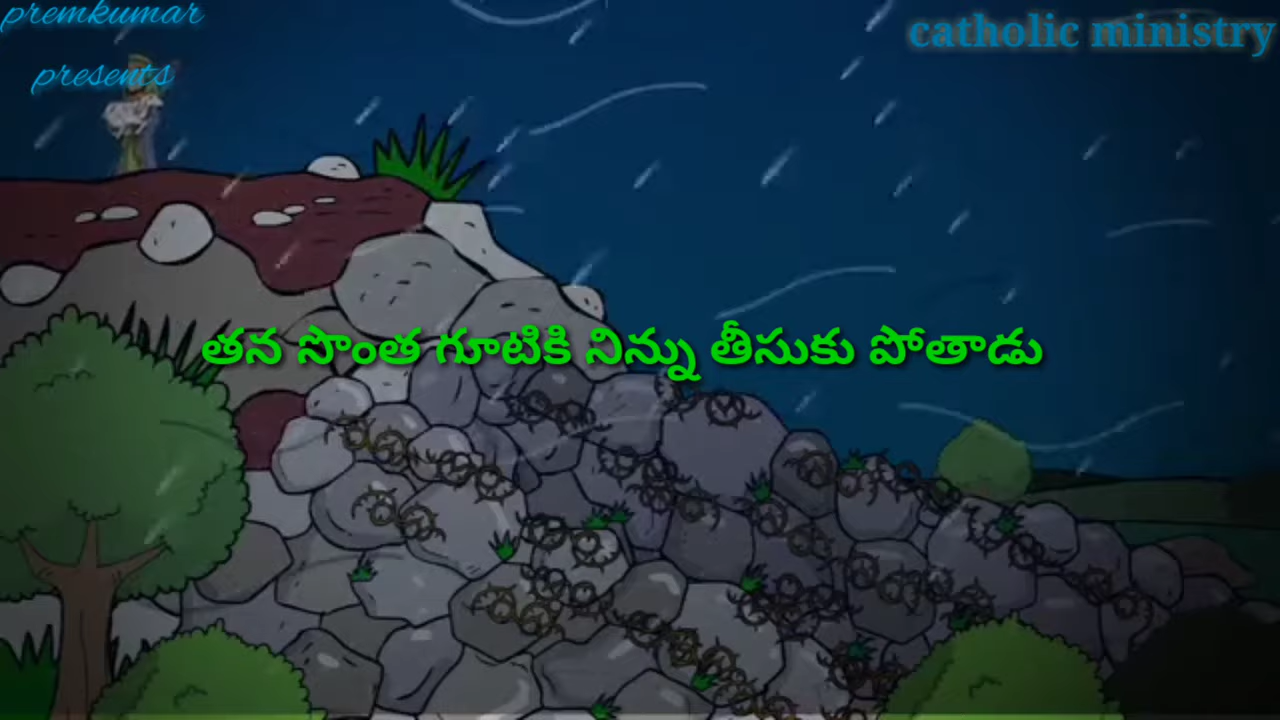 premkumar
presents
catholic ministry
తన సొంత గూటికి నిన్ను తీసుకు పోతాడు